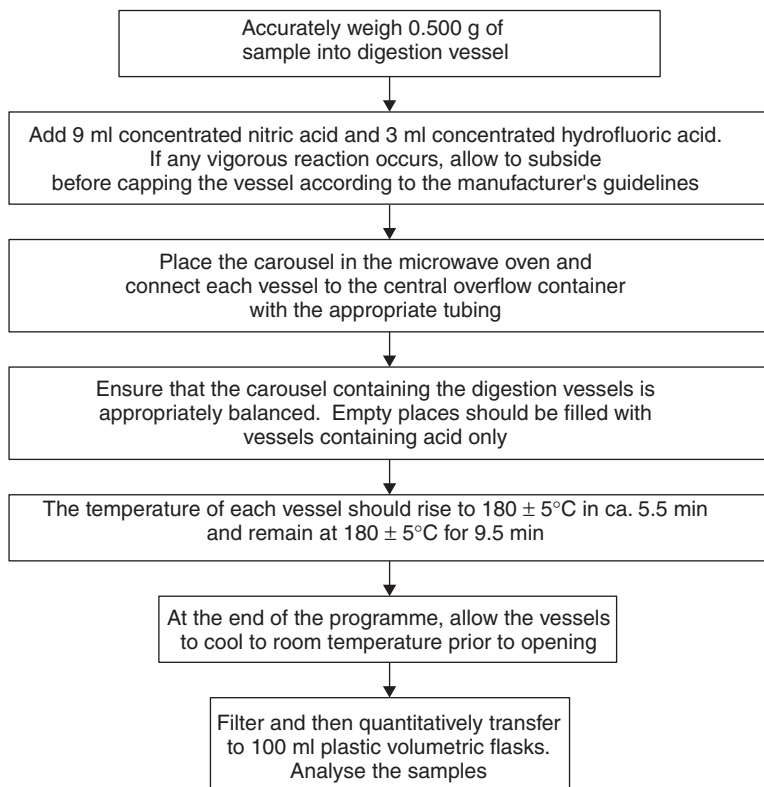 Accurately weigh 0.500 g of
sample into digestion vessel
Add 9 ml concentrated nitric acid and 3 ml concentrated hydrofluoric acid.
If any vigorous reaction occurs, allow to subside
before capping the vessel according to the manufacturer's guidelines
Place the carousel in the microwave oven and
connect each vessel to the central overflow container
with the appropriate tubing
Ensure that the carousel containing the digestion vessels is
appropriately balanced. Empty places should be filled with
vessels containing acid only
The temperature of each vessel should rise to 180 ± 5°C in ca. 5.5 min
and remain at 180 ± 5°C for 9.5 min
At the end of the programme, allow the vessels
to cool to room temperature prior to opening
Filter and then quantitatively transfer
to 100 ml plastic volumetric flasks.
Analyse the samples